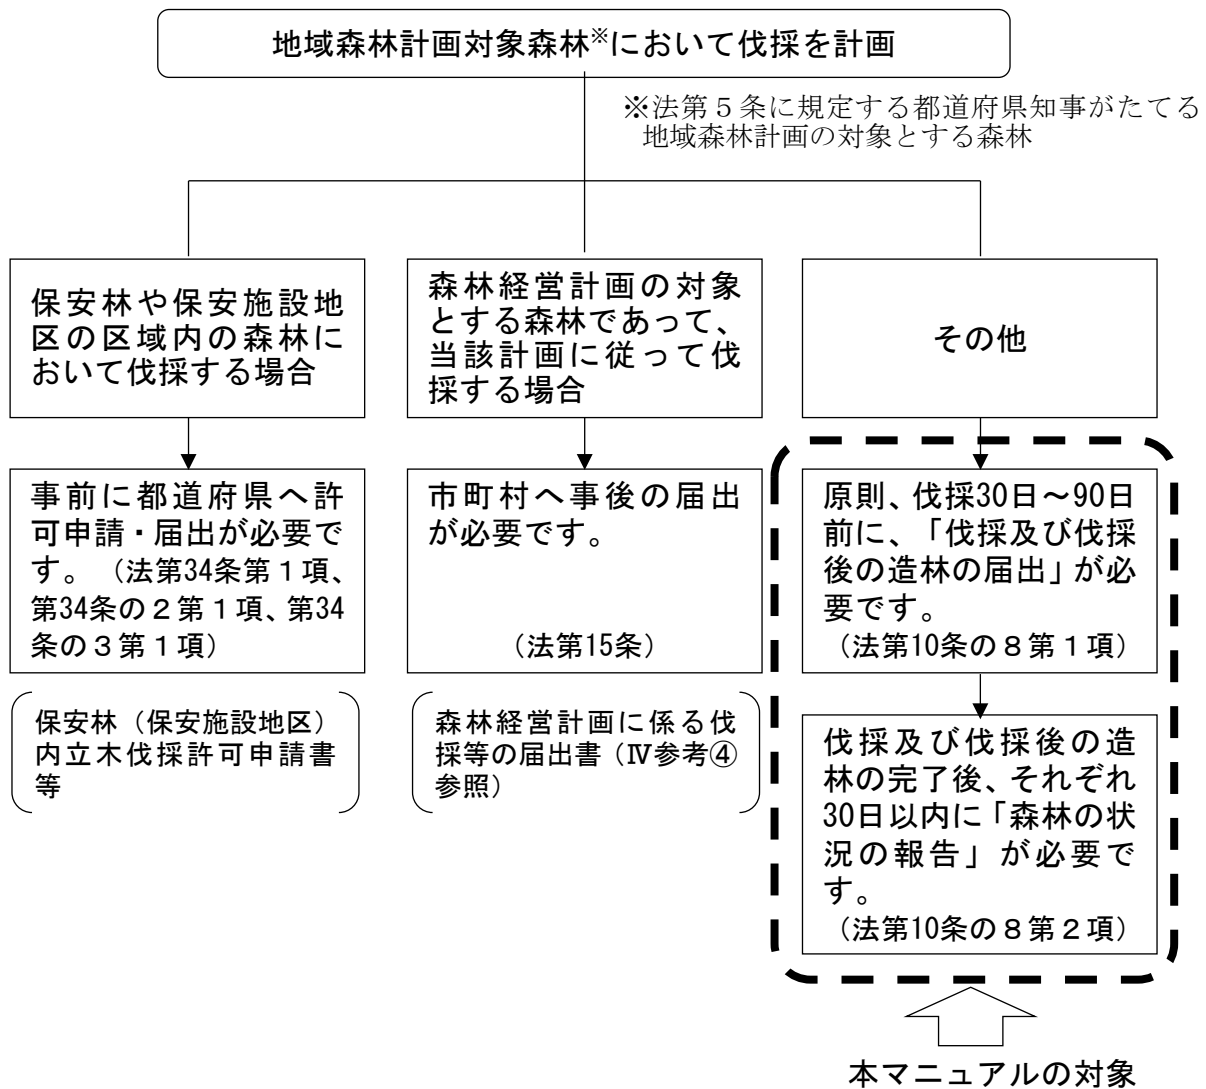 地域森林計画対象森林※において伐採を計画
※法第５条に規定する都道府県知事がたてる
地域森林計画の対象とする森林
保安林や保安施設地
区の区域内の森林に
おいて伐採する場合
森林経営計画の対象
とする森林であって、
当該計画に従って伐
採する場合
その他
事前に都道府県へ許
可申請・届出が必要で
す。（法第34条第１項、
第34条の２第１項、第34
条の３第１項）
市町村へ事後の届出
が必要です。
（法第15条）
原則、伐採30日～90日
前に、「伐採及び伐採
後の造林の届出」が必
要です。
（法第10条の８第１項）
保安林（保安施設地区）
内立木伐採許可申請書
等
森林経営計画に係る伐
採等の届出書（Ⅳ参考④
参照）
伐採及び伐採後の造
林の完了後、それぞれ
30日以内に「森林の状
況の報告」が必要で
す。
（法第10条の８第２項）
本マニュアルの対象